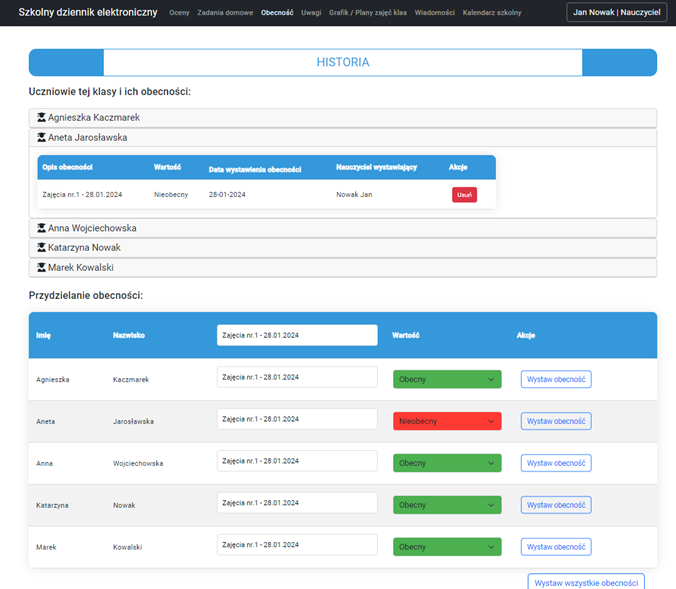 Szkolny dziennik elektroniczny Oceny Zadania domowe Obecność Uwagi Grafik / Plany zajęć klas Wiadomości Kalendarz szkolny Jan Nowak | Nauczyciel
HISTORIA
Uczniowie tej klasy i ich obecności:
Agnieszka Kaczmarek
Aneta Jarosławska
Opis obecności Wartość Data wystawienia obecności Nauczyciel wystawiający Akcje
Zajęcia nr.1 - 28.01.2024 Nieobecny 28-01-2024 Nowak Jan Usuń
Anna Wojciechowska
Katarzyna Nowak
Marek Kowalski
Przydzielanie obecności:
Imię Nazwisko Zajęcia nr.1 - 28.01.2024 Wartość Akcje
Agnieszka Kaczmarek Zajęcia nr.1 - 28.01.2024 Obecny Wystaw obecność
Aneta Jarosławska Zajęcia nr.1 - 28.01.2024 Nieobecny Wystaw obecność
Anna Wojciechowska Zajęcia nr.1 - 28.01.2024 Obecny Wystaw obecność
Katarzyna Nowak Zajęcia nr.1 - 28.01.2024 Obecny Wystaw obecność
Marek Kowalski Zajęcia nr.1 - 28.01.2024 Obecny Wystaw obecność
Wystaw wszystkie obecności